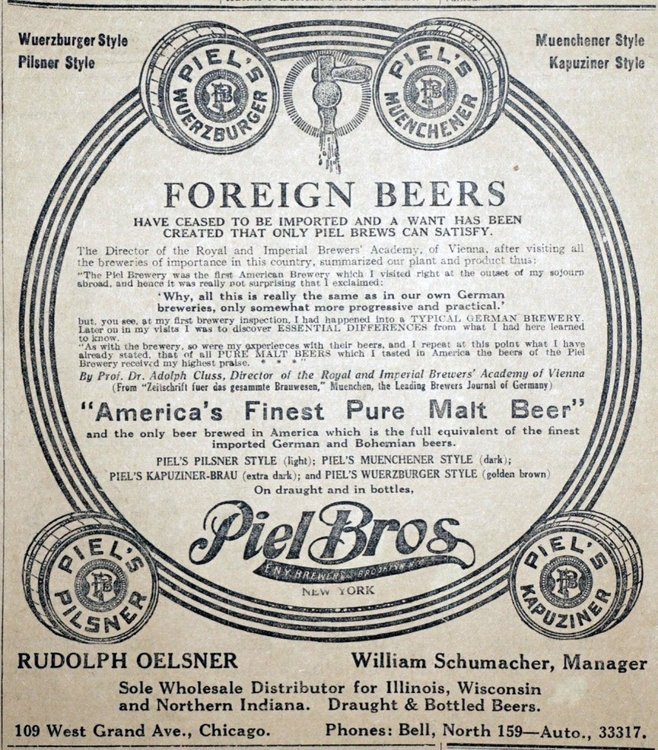 Wuerzburger Style
Pilsner Style
Muenchener Style
Kapuziner Style
PIEL'S
WUERZBURGER
PIEL'S
MUENCHENER
FOREIGN BEERS
HAVE CEASED TO BE IMPORTED AND A WANT HAS BEEN
CREATED THAT ONLY PIEL BREWS CAN SATISFY.
The Director of the Royal and Imperial Brewers' Academy, of Vienna, after visiting all
the breweries of importance in this country, summarized our plant and product thus:
"The Piel Brewery was the first American Brewery which I visited right at the outset of my sojourn
abroad, and hence it was really not surprising that I exclaimed:
'Why, all this is really the same as in our own German
breweries, only somewhat more progressive and practical.'
but, you see, at my first brewery inspection, I had happened into a TYPICAL GERMAN BREWERY.
Later on in my visits I was to discover ESSENTIAL DIFFERENCES from what I had here learned
to know.
"As with the brewery, so were my experiences with their beers, and I repeat at this point what I have
already stated, that of all PURE MALT BEERS which I tasted in America the beers of the Piel
Brewery received my highest praise. * * * *"
By Prof. Dr. Adolph Cluss, Director of the Royal and Imperial Brewers' Academy of Vienna
(From "Zeitschrift fuer das gesammte Brauwesen," Muenchen, the Leading Brewers Journal of Germany)
"America's Finest Pure Malt Beer"
and the only beer brewed in America which is the full equivalent of the finest
imported German and Bohemian beers.
PIEL'S PILSNER STYLE (light); PIEL'S MUENCHENER STYLE (dark);
PIEL'S KAPUZINER-BRAU (extra dark); and PIEL'S WUERZBURGER STYLE (golden brown)
On draught and in bottles.
Piel Bros.
E.N.Y. BREWERY BROOKLYN
NEW YORK
PIEL'S
PILSNER
PIEL'S
KAPUZINER
RUDOLPH OELSNER
William Schumacher, Manager
Sole Wholesale Distributor for Illinois, Wisconsin
and Northern Indiana. Draught & Bottled Beers.
109 West Grand Ave., Chicago.
Phones: Bell, North 159—Auto., 33317.